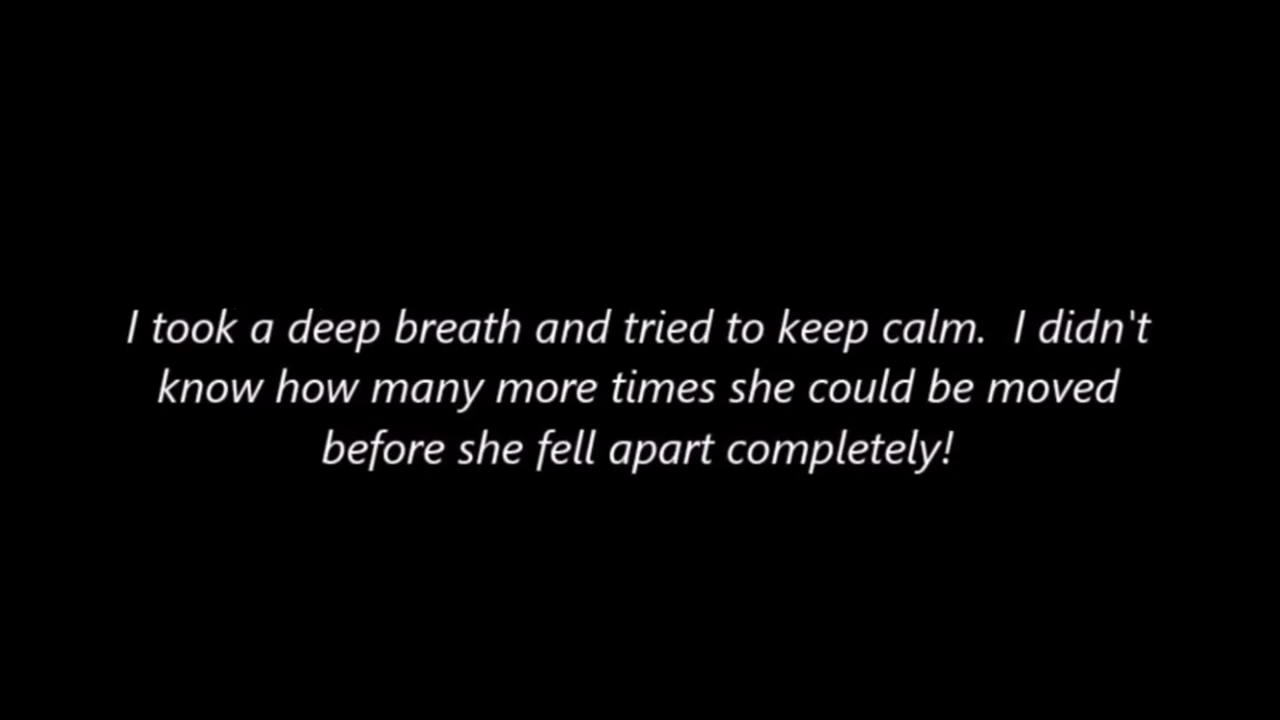 I took a deep breath and tried to keep calm.  I didn't
know how many more times she could be moved
before she fell apart completely!